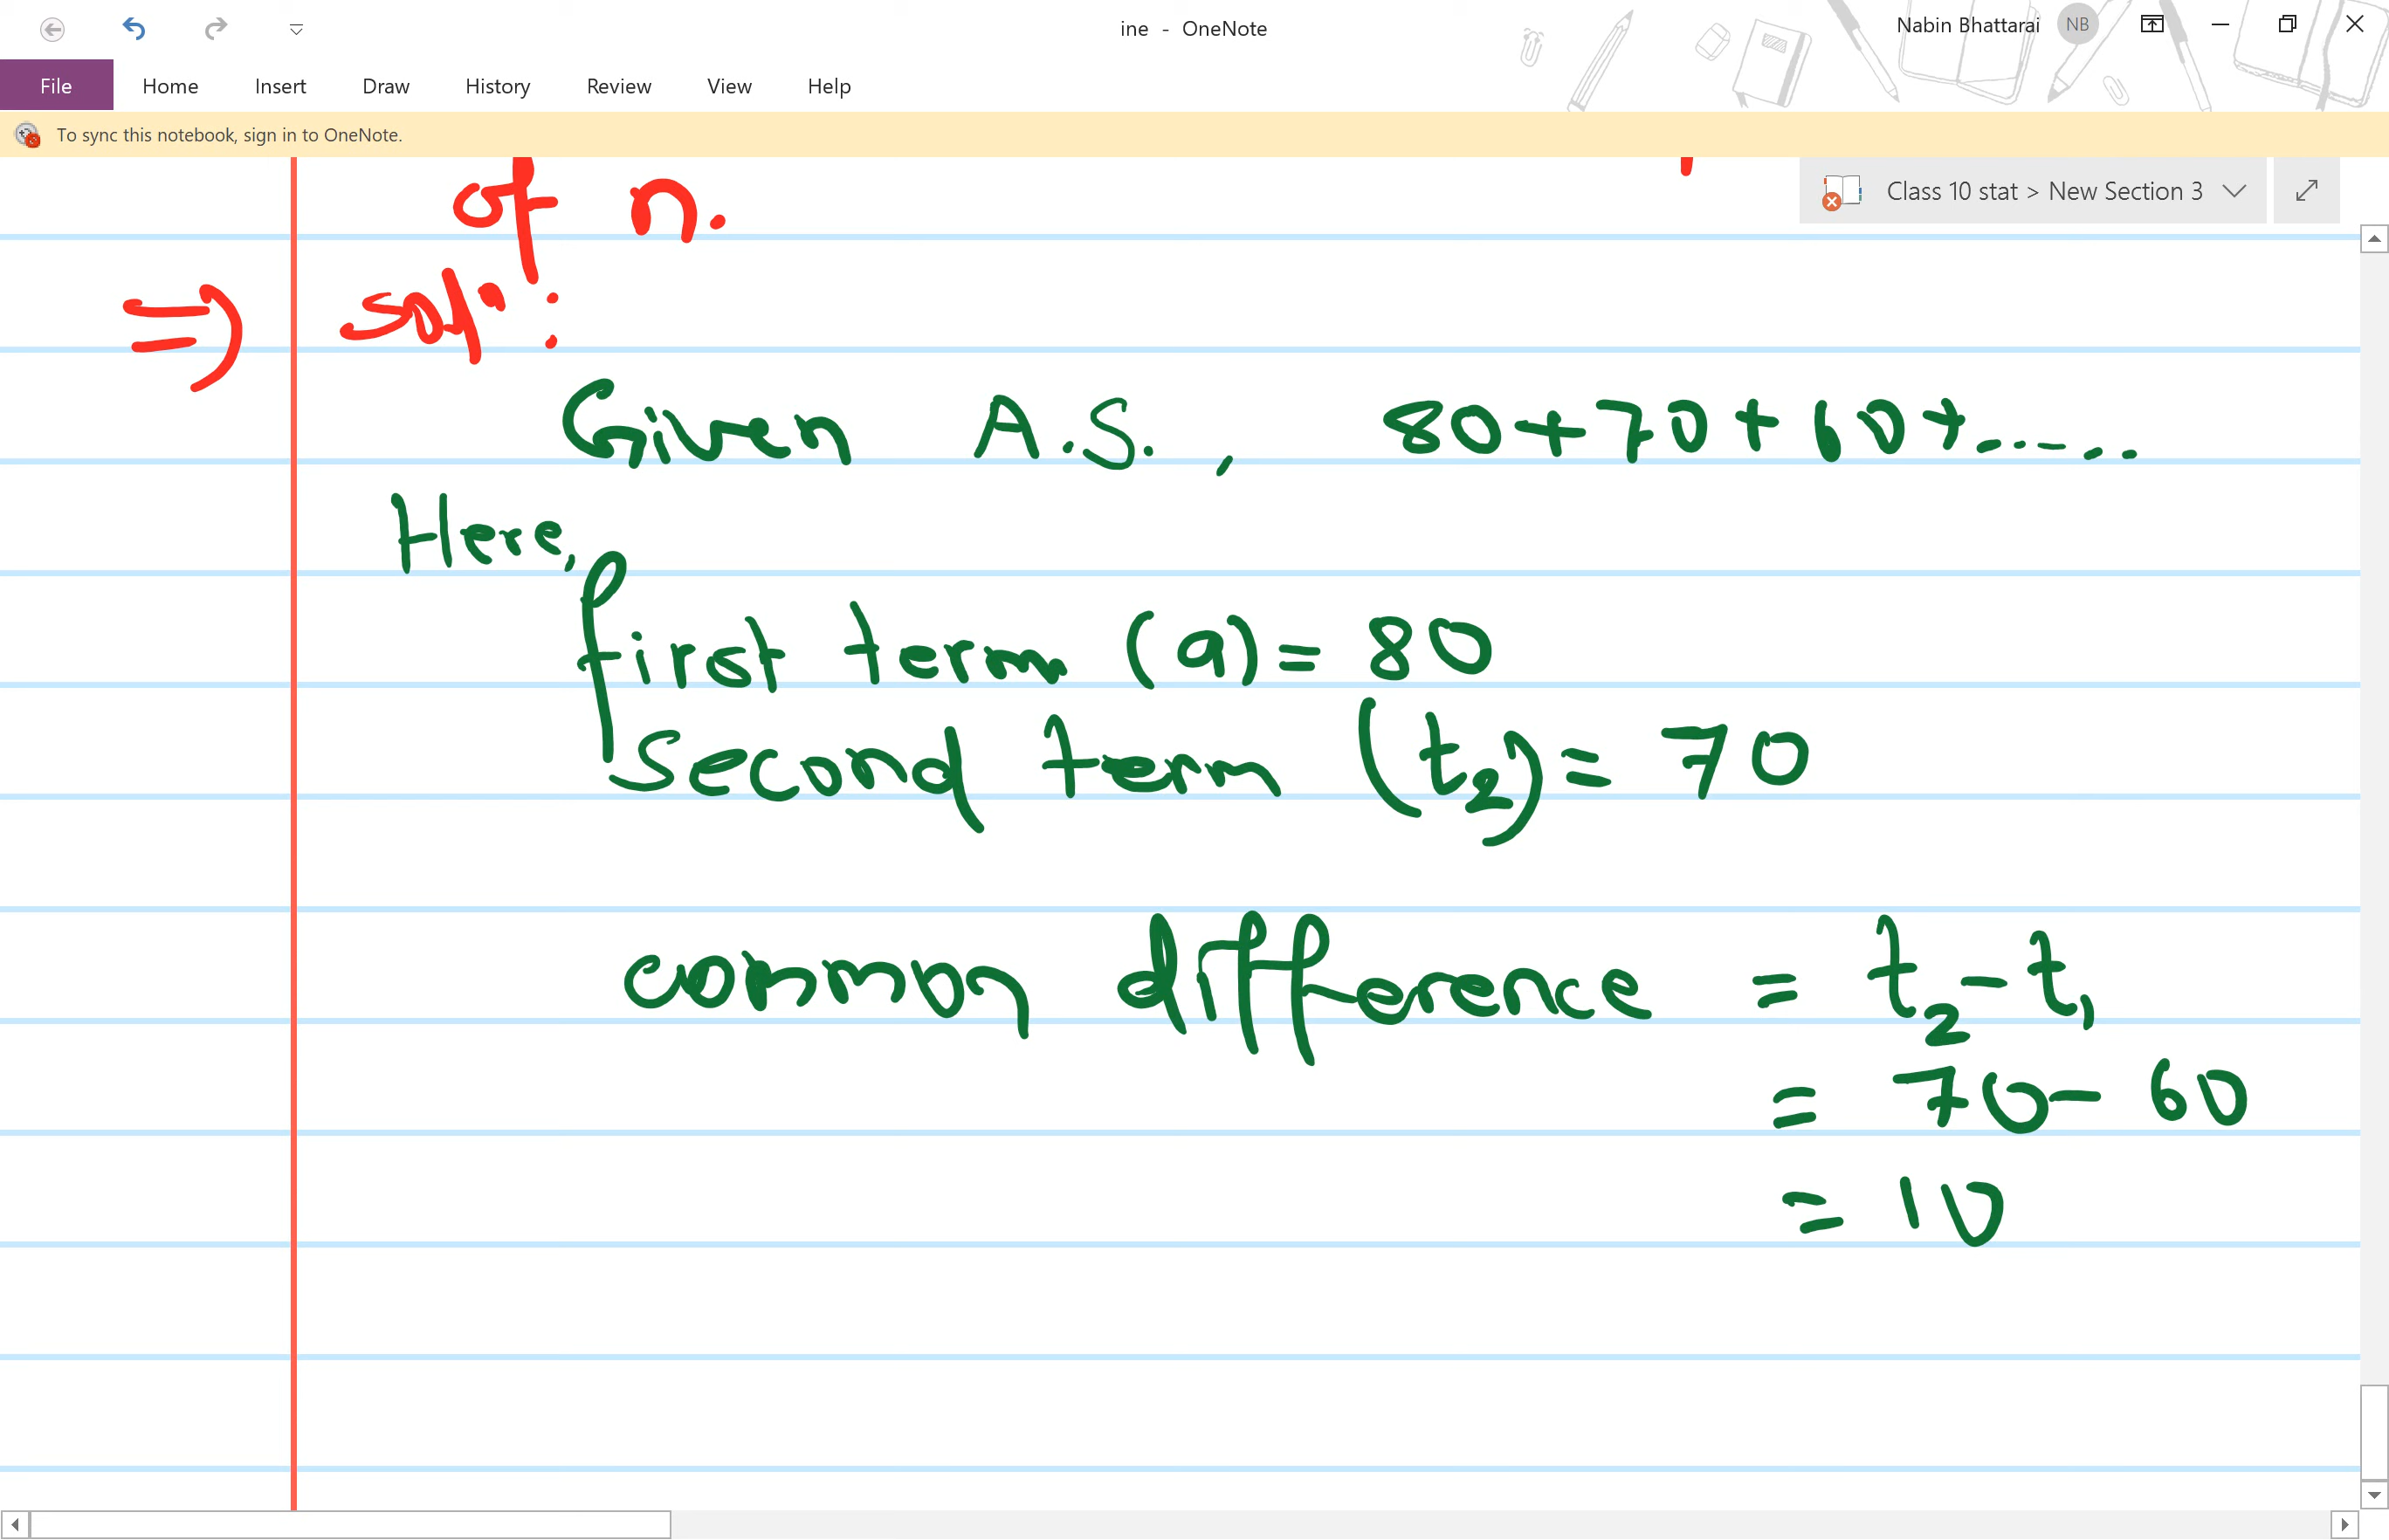 ine - OneNote
Nabin Bhattarai NB
File Home Insert Draw History Review View Help
To sync this notebook, sign in to OneNote.
Class 10 stat > New Section 3
of n.
⇒ solⁿ:
Given A.S., 80+70+60+......
Here,
first term (a) = 80
Second term (t₂) = 70
common difference = t₂ - t₁
= 70 - 60
= 10